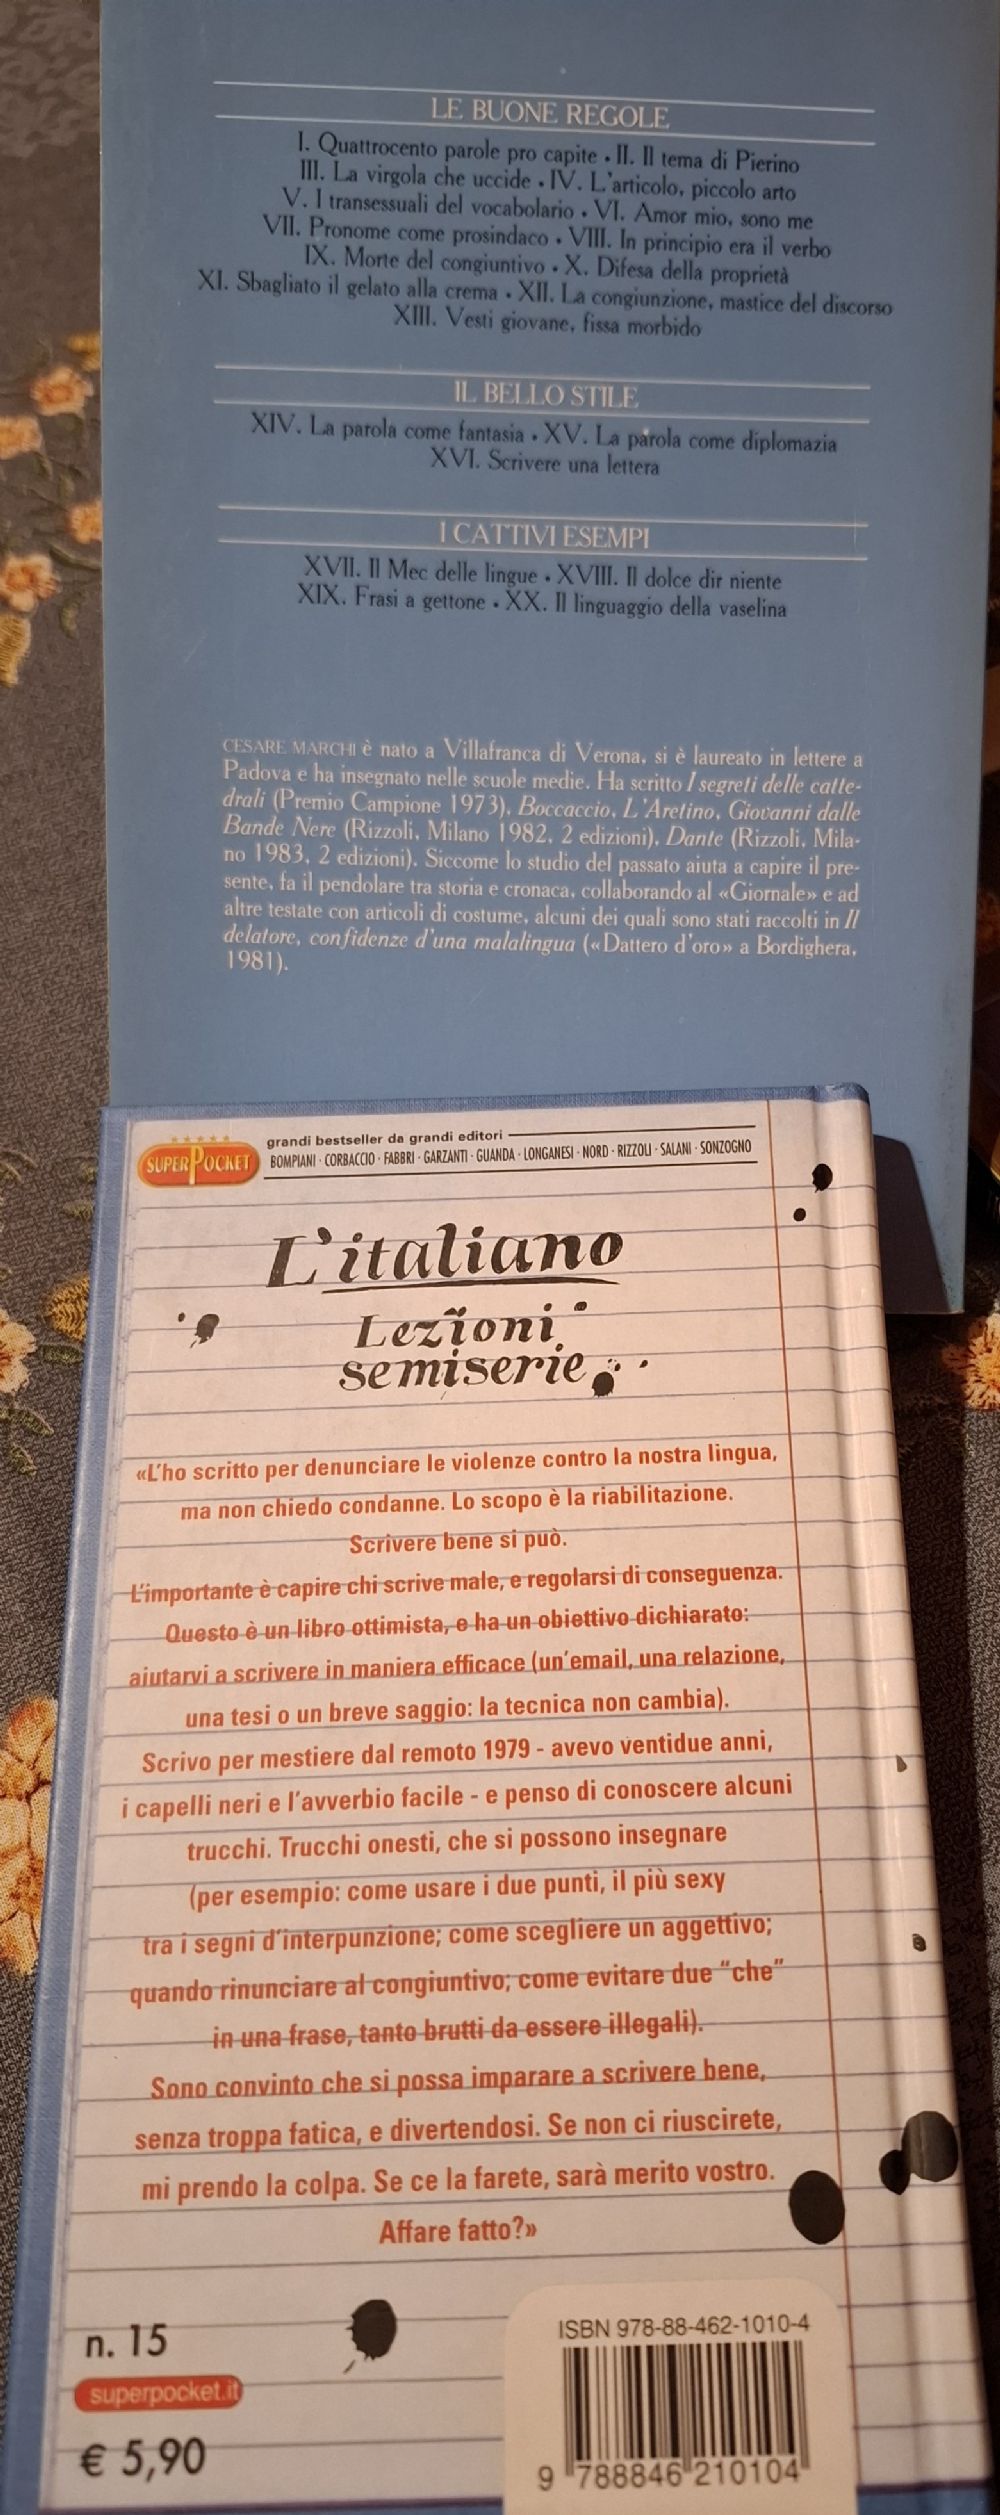 LE BUONE REGOLE
I. Quattrocento parole pro capite • II. Il tema di Pierino
III. La virgola che uccide • IV. L'articolo, piccolo arto
V. I transessuali del vocabolario • VI. Amor mio, sono me
VII. Pronome come prosindaco • VIII. In principio era il verbo
IX. Morte del congiuntivo • X. Difesa della proprietà
XI. Sbagliato il gelato alla crema • XII. La congiunzione, mastice del discorso
XIII. Vesti giovane, fissa morbido
IL BELLO STILE
XIV. La parola come fantasia • XV. La parola come diplomazia
XVI. Scrivere una lettera
I CATTIVI ESEMPI
XVII. Il Mec delle lingue • XVIII. Il dolce dir niente
XIX. Frasi a gettone • XX. Il linguaggio della vaselina
CESARE MARCHI è nato a Villafranca di Verona, si è laureato in lettere a
Padova e ha insegnato nelle scuole medie. Ha scritto I segreti delle catte-
drali (Premio Campione 1973), Boccaccio, L'Aretino, Giovanni dalle
Bande Nere (Rizzoli, Milano 1982, 2 edizioni), Dante (Rizzoli, Mila-
no 1983, 2 edizioni). Siccome lo studio del passato aiuta a capire il pre-
sente, fa il pendolare tra storia e cronaca, collaborando al «Giornale» e ad
altre testate con articoli di costume, alcuni dei quali sono stati raccolti in Il
delatore, confidenze d'una malalingua («Dattero d'oro» a Bordighera,
1981).
SUPERPOCKET
grandi bestseller da grandi editori
BOMPIANI · CORBACCIO · FABBRI · GARZANTI · GUANDA · LONGANESI · NORD · RIZZOLI · SALANI · SONZOGNO
L'italiano
Lezioni
semiserie
«L'ho scritto per denunciare le violenze contro la nostra lingua,
ma non chiedo condanne. Lo scopo è la riabilitazione.
Scrivere bene si può.
L'importante è capire chi scrive male, e regolarsi di conseguenza.
Questo è un libro ottimista, e ha un obiettivo dichiarato:
aiutarvi a scrivere in maniera efficace (un'email, una relazione,
una tesi o un breve saggio: la tecnica non cambia).
Scrivo per mestiere dal remoto 1979 - avevo ventidue anni,
i capelli neri e l'avverbio facile - e penso di conoscere alcuni
trucchi. Trucchi onesti, che si possono insegnare
(per esempio: come usare i due punti, il più sexy
tra i segni d'interpunzione; come scegliere un aggettivo;
quando rinunciare al congiuntivo; come evitare due "che"
in una frase, tanto brutti da essere illegali).
Sono convinto che si possa imparare a scrivere bene,
senza troppa fatica, e divertendosi. Se non ci riuscirete,
mi prendo la colpa. Se ce la farete, sarà merito vostro.
Affare fatto?»
n. 15
superpocket.it
€ 5,90
ISBN 978-88-462-1010-4
9 788846 210104